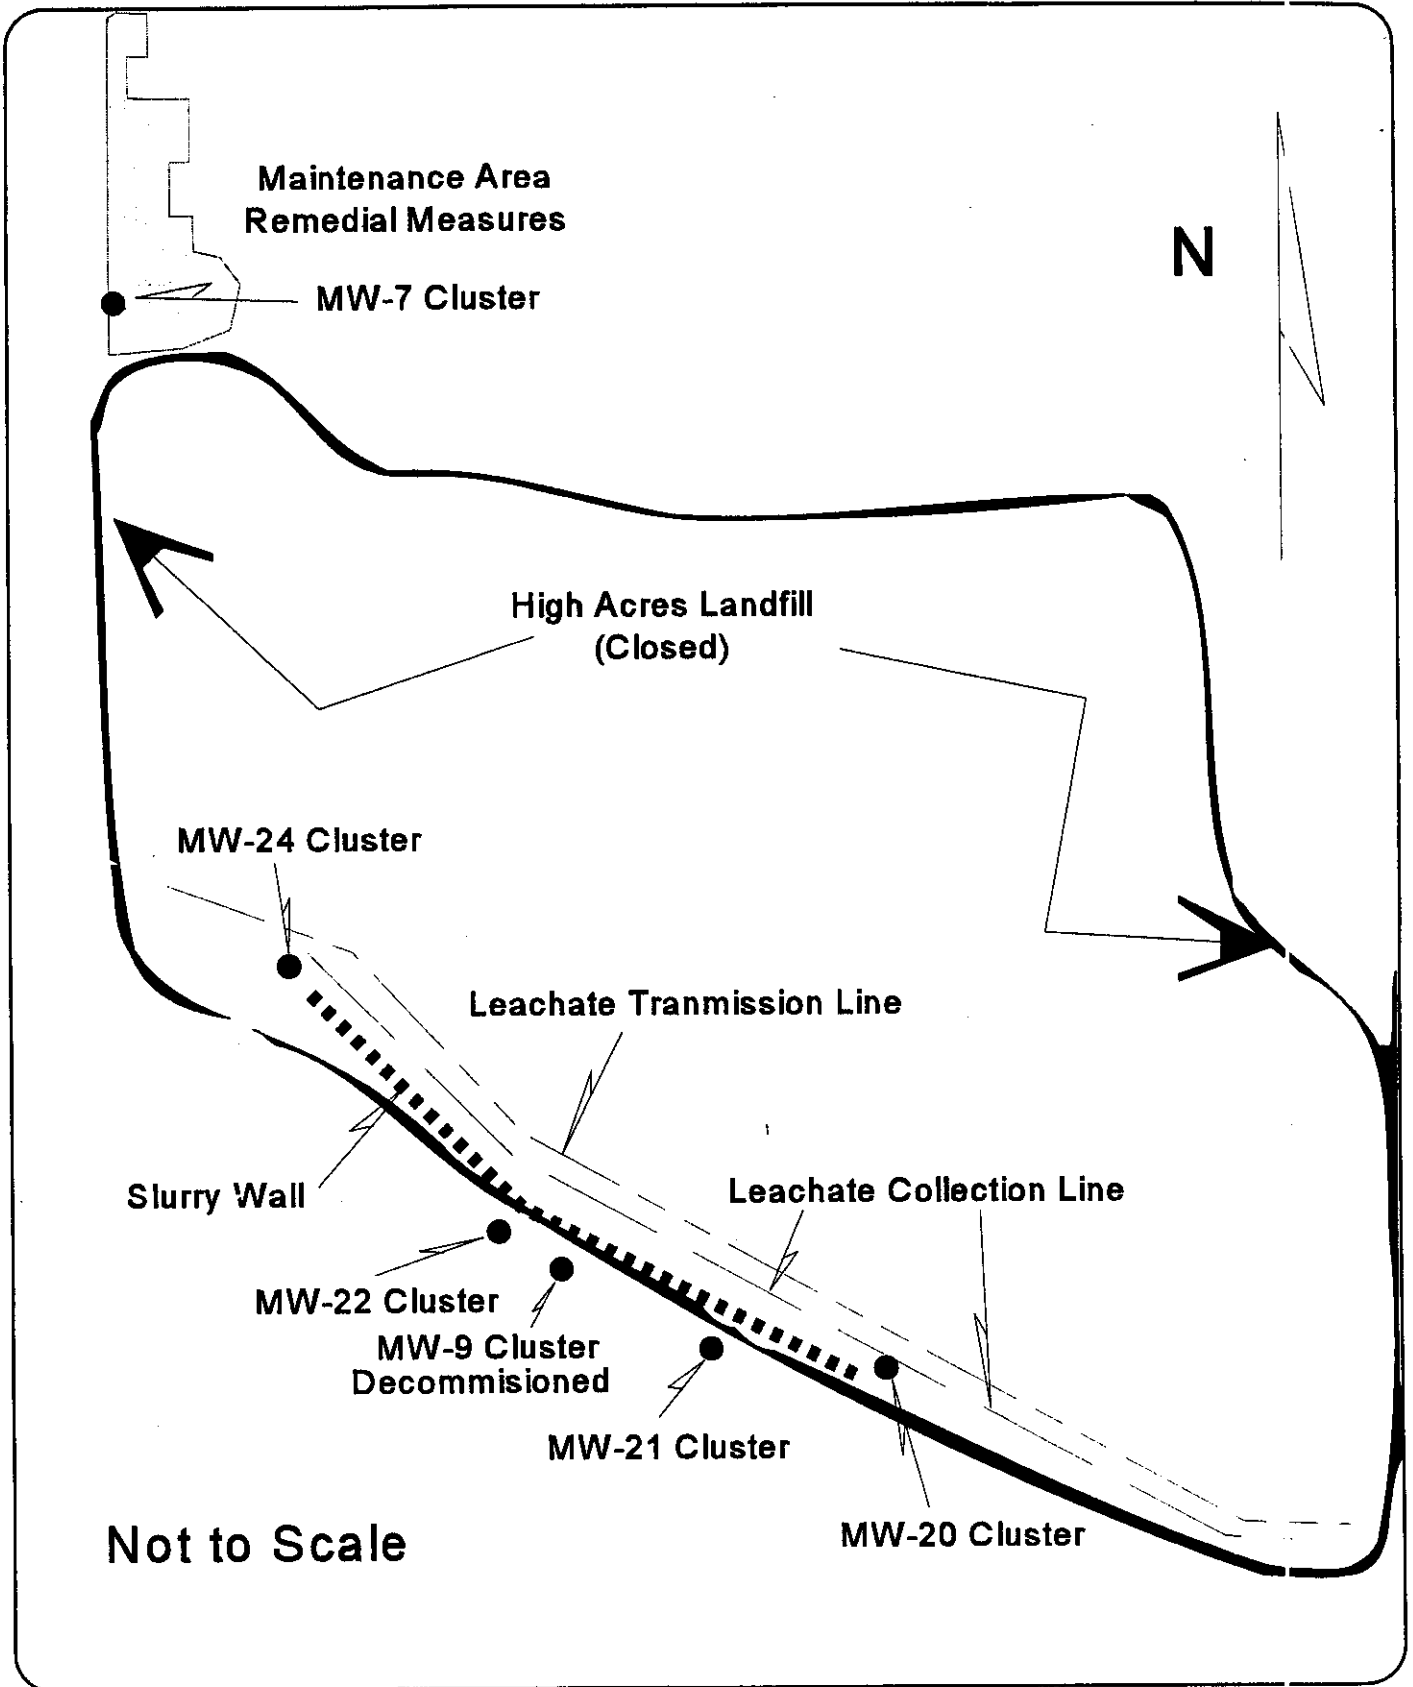 Maintenance Area
Remedial Measures
N
MW-7 Cluster
High Acres Landfill
(Closed)
MW-24 Cluster
Leachate Tranmission Line
Slurry Wall
Leachate Collection Line
MW-22 Cluster
MW-9 Cluster
Decommisioned
MW-21 Cluster
MW-20 Cluster
Not to Scale